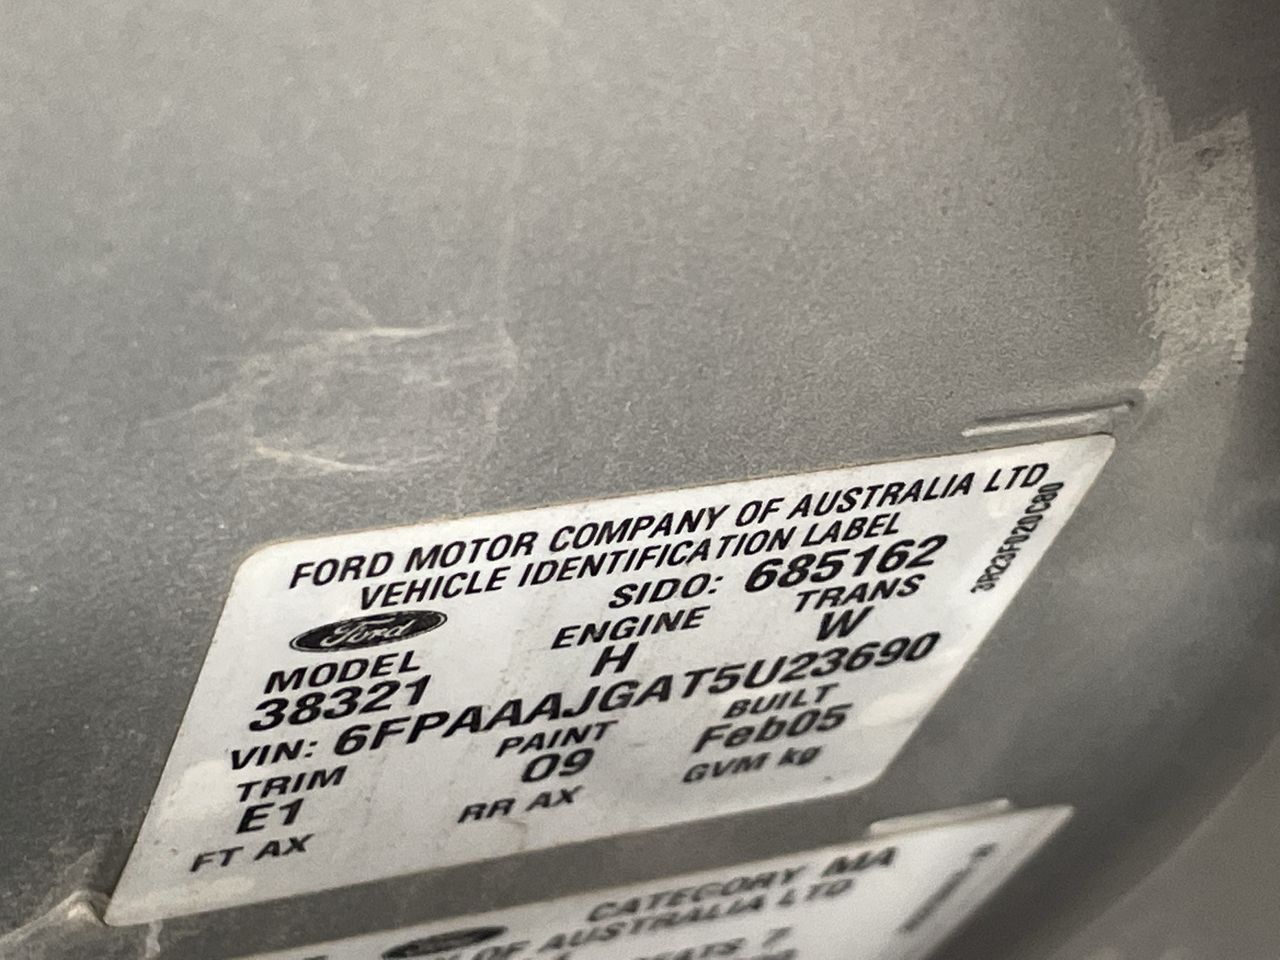 FORD MOTOR COMPANY OF AUSTRALIA LTD
VEHICLE IDENTIFICATION LABEL
3R23F020C80
Ford
SIDO: 685162
MODEL ENGINE TRANS
38321 H W
VIN: 6FPAAAJGAT5U23690
TRIM PAINT BUILT
E1 09 Feb05
FT AX RR AX GVM kg
CATEGORY MA
OF AUSTRALIA LTD